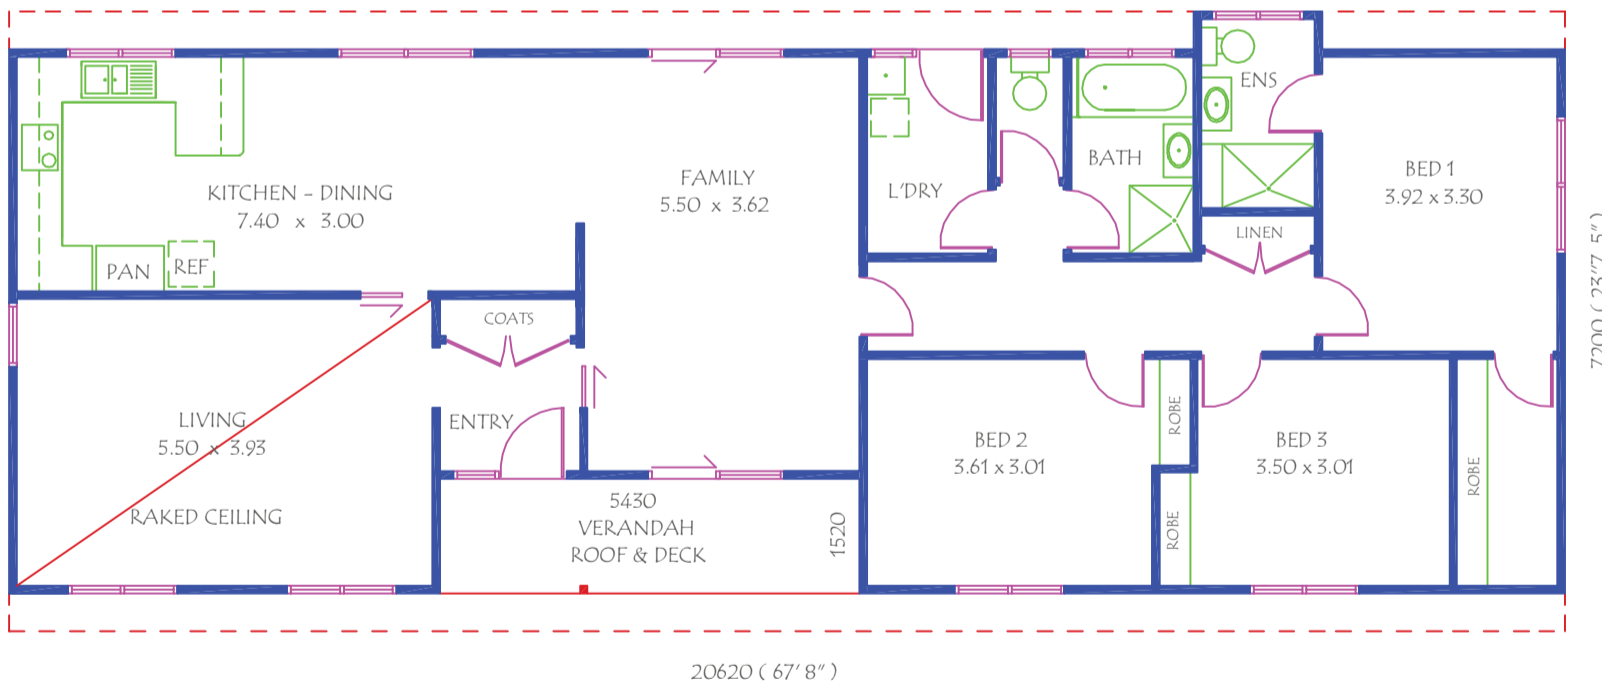 ENS
KITCHEN - DINING
7.40 x 3.00
FAMILY
5.50 x 3.62
L'DRY
BATH
BED 1
3.92 x 3.30
LINEN
PAN
REF
COATS
LIVING
5.50 x 3.93
RAKED CEILING
ENTRY
5430
VERANDAH
ROOF & DECK
1520
BED 2
3.61 x 3.01
ROBE
ROBE
BED 3
3.50 x 3.01
ROBE
7200 ( 23"7' 5" )
20620 ( 67' 8" )